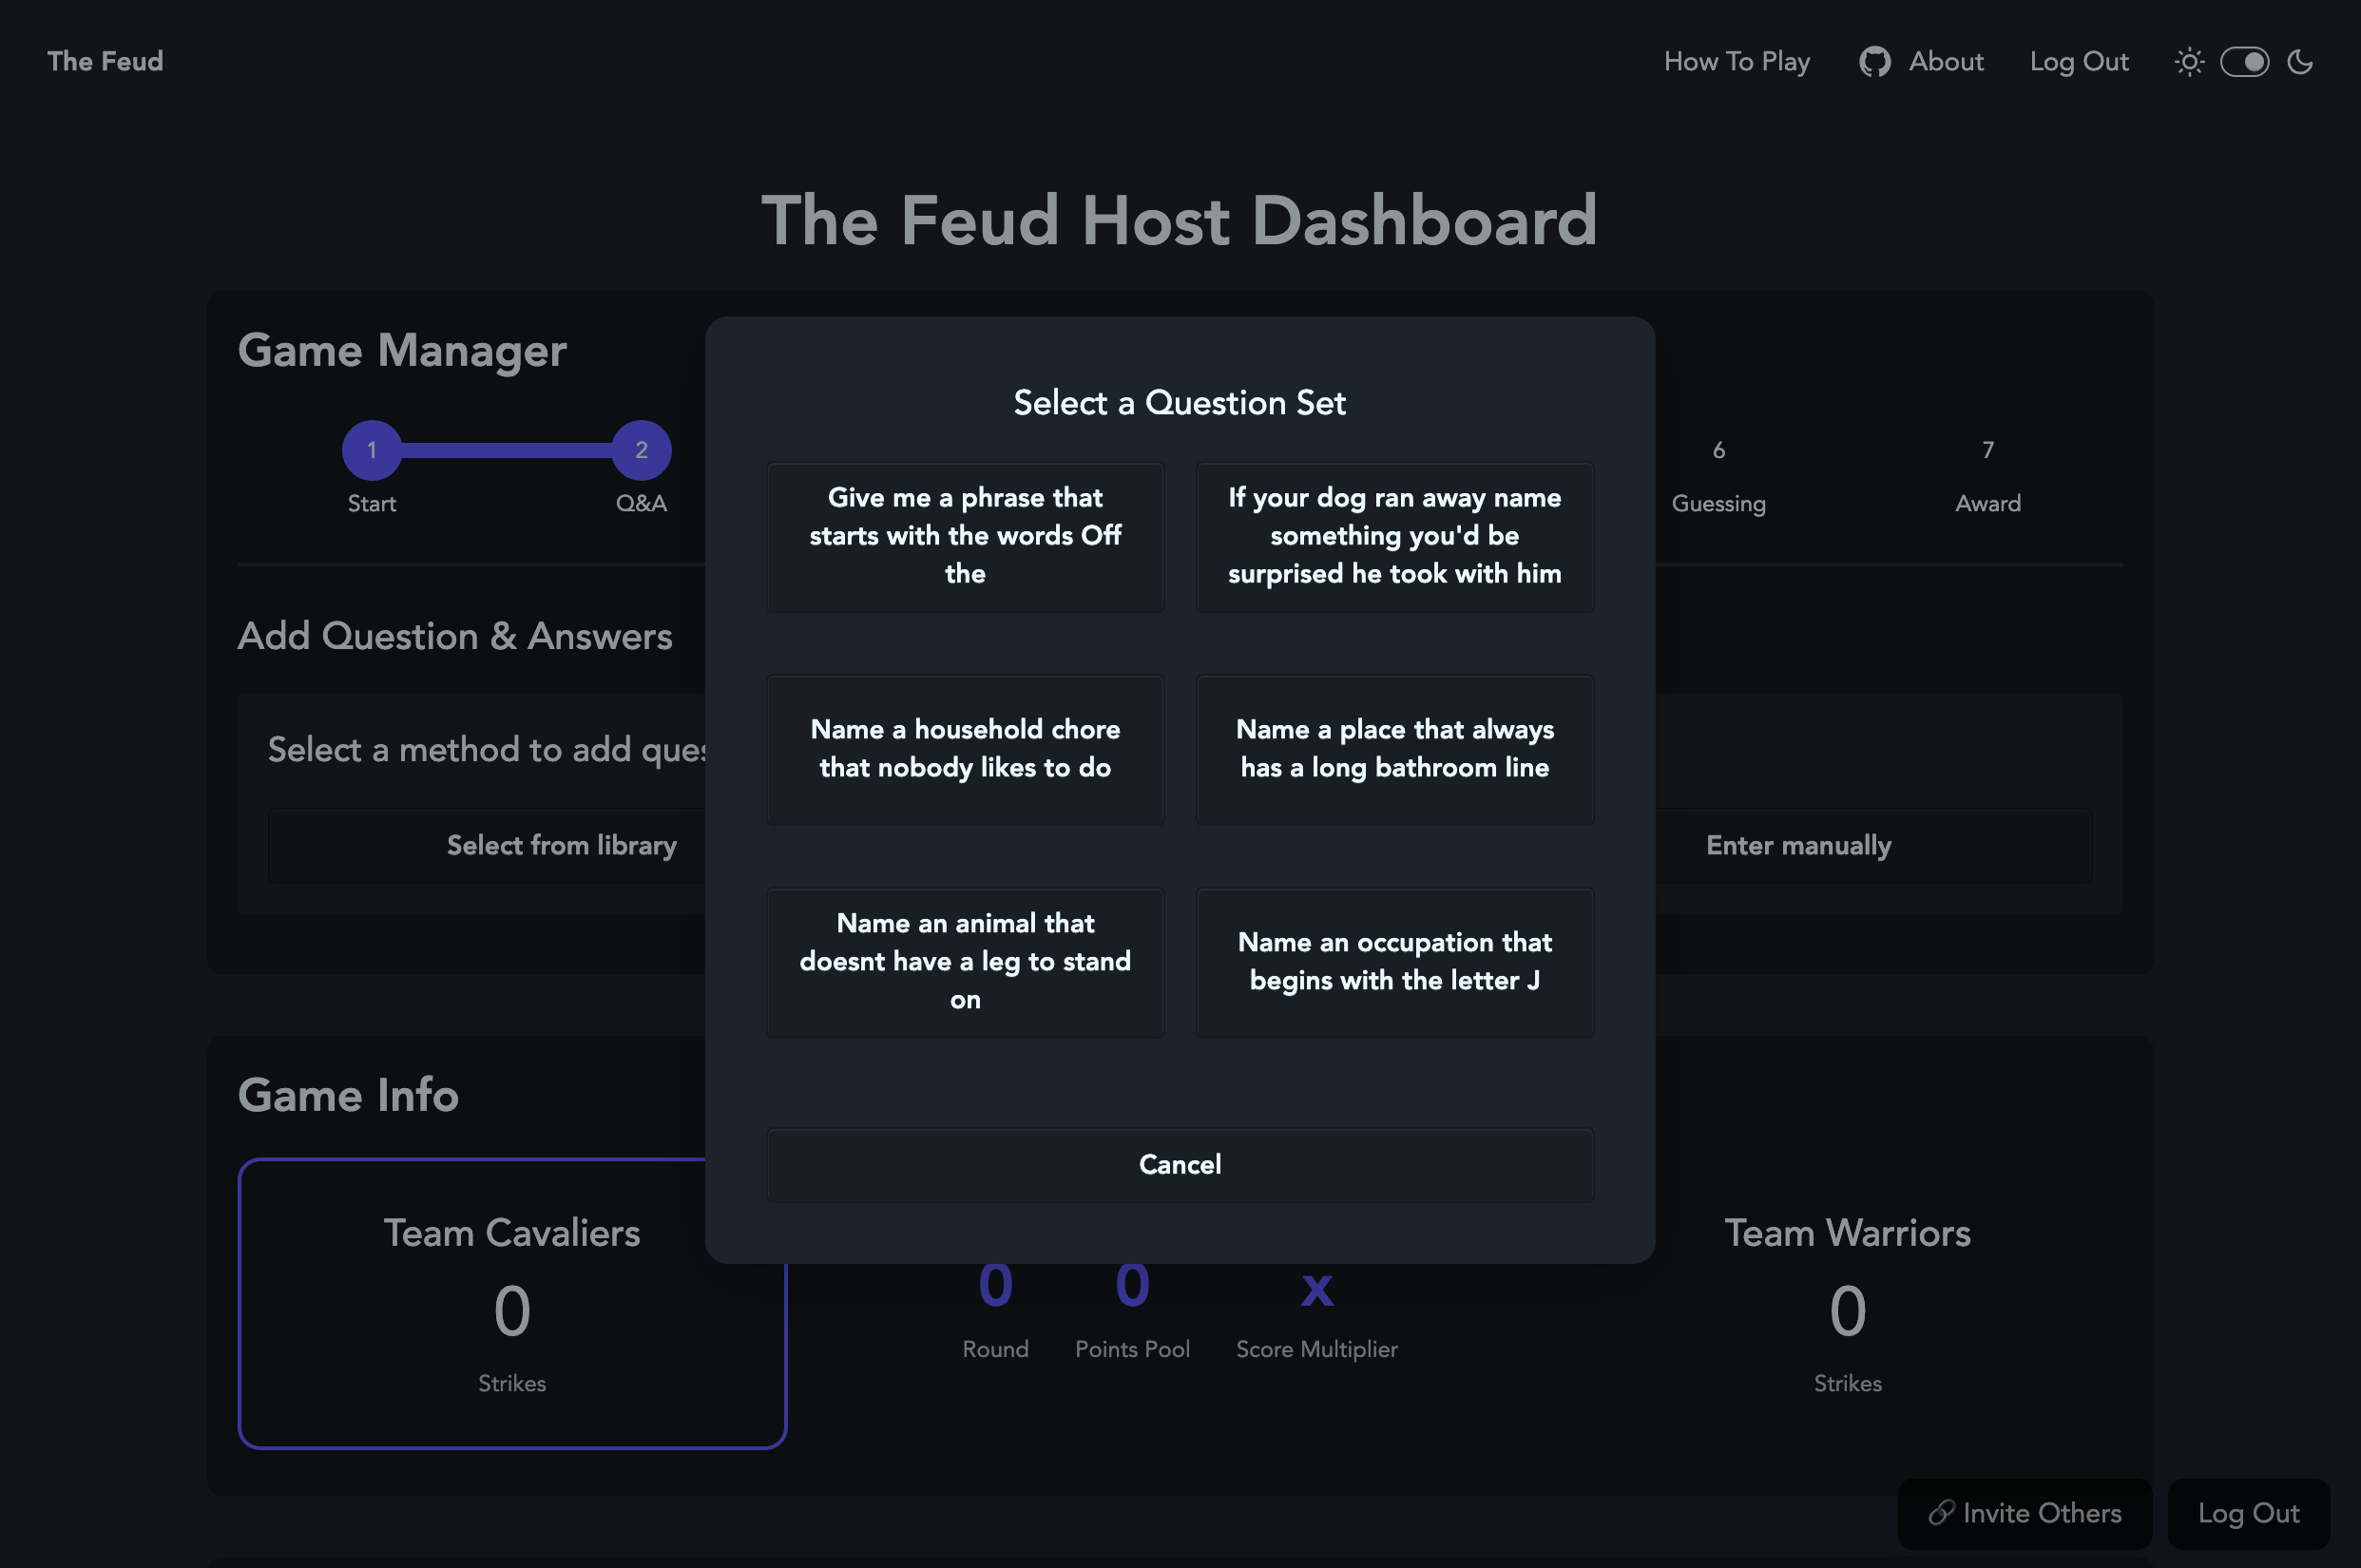 The Feud
How To Play
About
Log Out
The Feud Host Dashboard
Game Manager
1
2
6
7
Start
Q&A
Guessing
Award
Add Question & Answers
Select a method to add ques
Select from library
Enter manually
Select a Question Set
Give me a phrase that
starts with the words Off
the
If your dog ran away name
something you'd be
surprised he took with him
Name a household chore
that nobody likes to do
Name a place that always
has a long bathroom line
Name an animal that
doesnt have a leg to stand
on
Name an occupation that
begins with the letter J
Cancel
Game Info
Team Cavaliers
0
Strikes
0
Round
0
Points Pool
x
Score Multiplier
Team Warriors
0
Strikes
Invite Others
Log Out